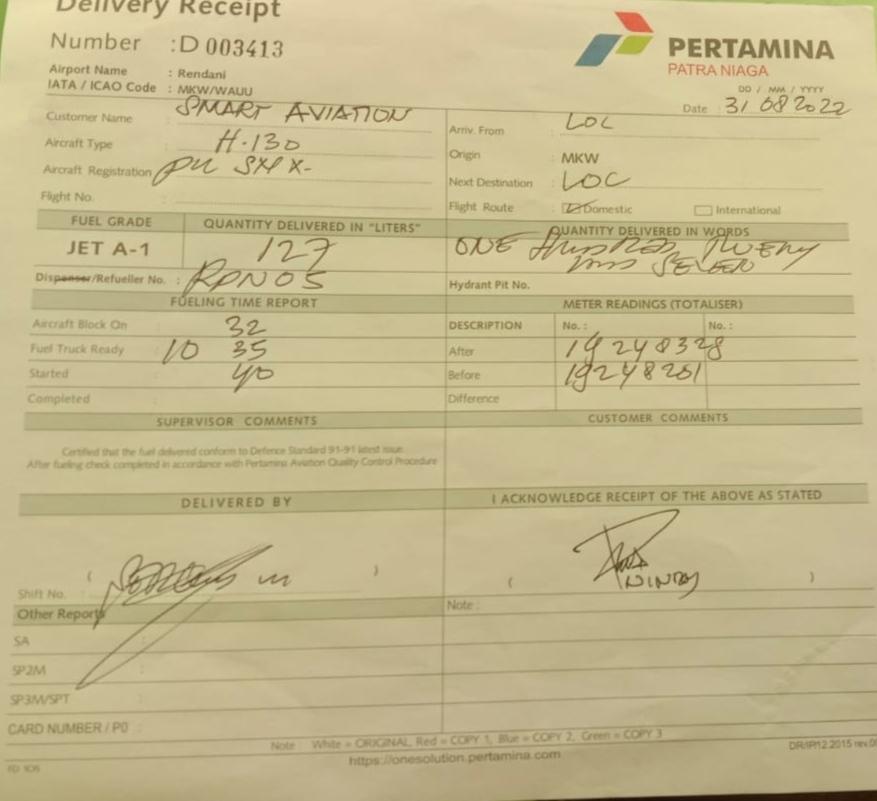 Delivery Receipt
Number : D 003413
PERTAMINA
PATRA NIAGA
Airport Name : Rendani
IATA / ICAO Code : MKW/WAUU
DD / MM / YYYY
Date : 31 08 2022
Customer Name : SMART AVIATION
Arriv. From : LOC
Aircraft Type : H-130
Origin : MKW
Aircraft Registration :
Next Destination : LOC
Flight No. :
Flight Route : Domestic International
FUEL GRADE QUANTITY DELIVERED IN "LITERS" QUANTITY DELIVERED IN WORDS
JET A-1 127 ONE HUNDRED TWENY
SEVEN
Dispenser/Refueller No. : RPN05
Hydrant Pit No.
FUELING TIME REPORT METER READINGS (TOTALISER)
Aircraft Block On 32
DESCRIPTION No. : No. :
Fuel Truck Ready 10 35
After 19248328
Started 40
Before 19248201
Completed
Difference
SUPERVISOR COMMENTS CUSTOMER COMMENTS
Certified that the fuel delivered conform to Defence Standard 91-91 latest issue.
After fueling check completed in accordance with Pertamina Aviation Quality Control Procedure
DELIVERED BY I ACKNOWLEDGE RECEIPT OF THE ABOVE AS STATED
( ) ( )
Shift No. :
Other Reports
Note :
SA :
SP2M :
SP3M/SPT :
CARD NUMBER / P0 :
Note : White = ORIGINAL, Red = COPY 1, Blue = COPY 2, Green = COPY 3
https://onesolution.pertamina.com